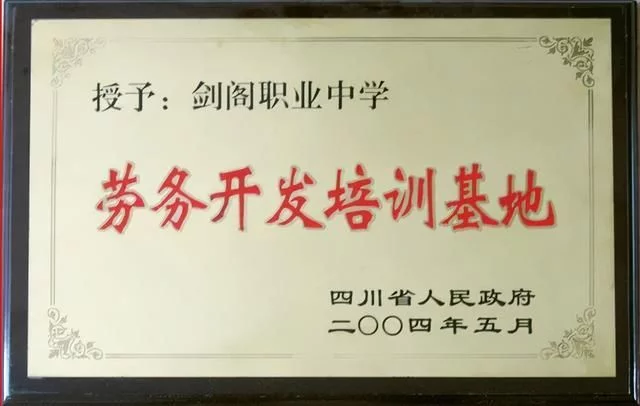 授予：剑阁职业中学
劳务开发培训基地
四川省人民政府
二〇〇四年五月